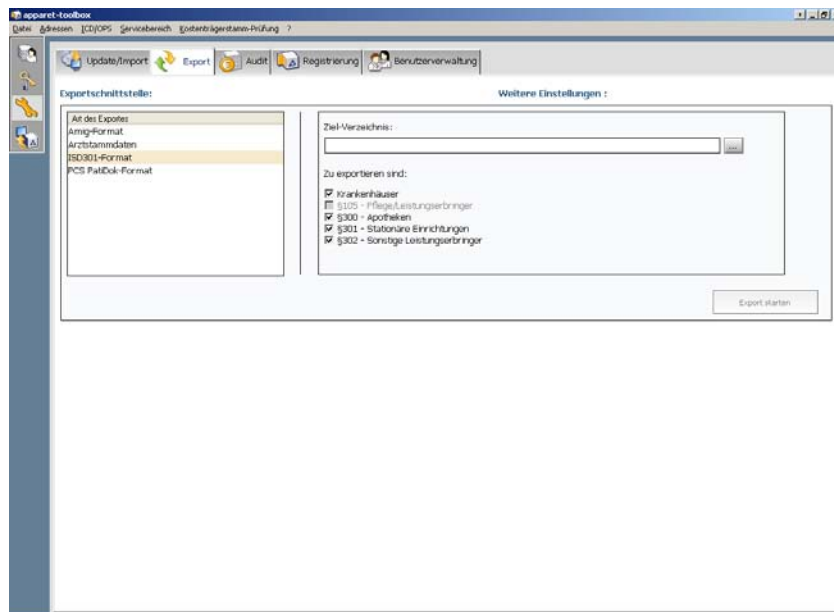 apparet-toolbox
Datei Adressen ICD/OPS Servicebereich Kostenträgerstamm-Prüfung ?
Update/Import Export Audit Registrierung Benutzerverwaltung
Exportschnittstelle:
Weitere Einstellungen :
Art des Exportes
Amig-Format
Arztstammdaten
ISD301-Format
PCS PatiDok-Format
Ziel-Verzeichnis:
...
Zu exportieren sind:
Krankenhäuser
§105 - Pflege/Leistungserbringer
§300 - Apotheken
§301 - Stationäre Einrichtungen
§302 - Sonstige Leistungserbringer
Export starten